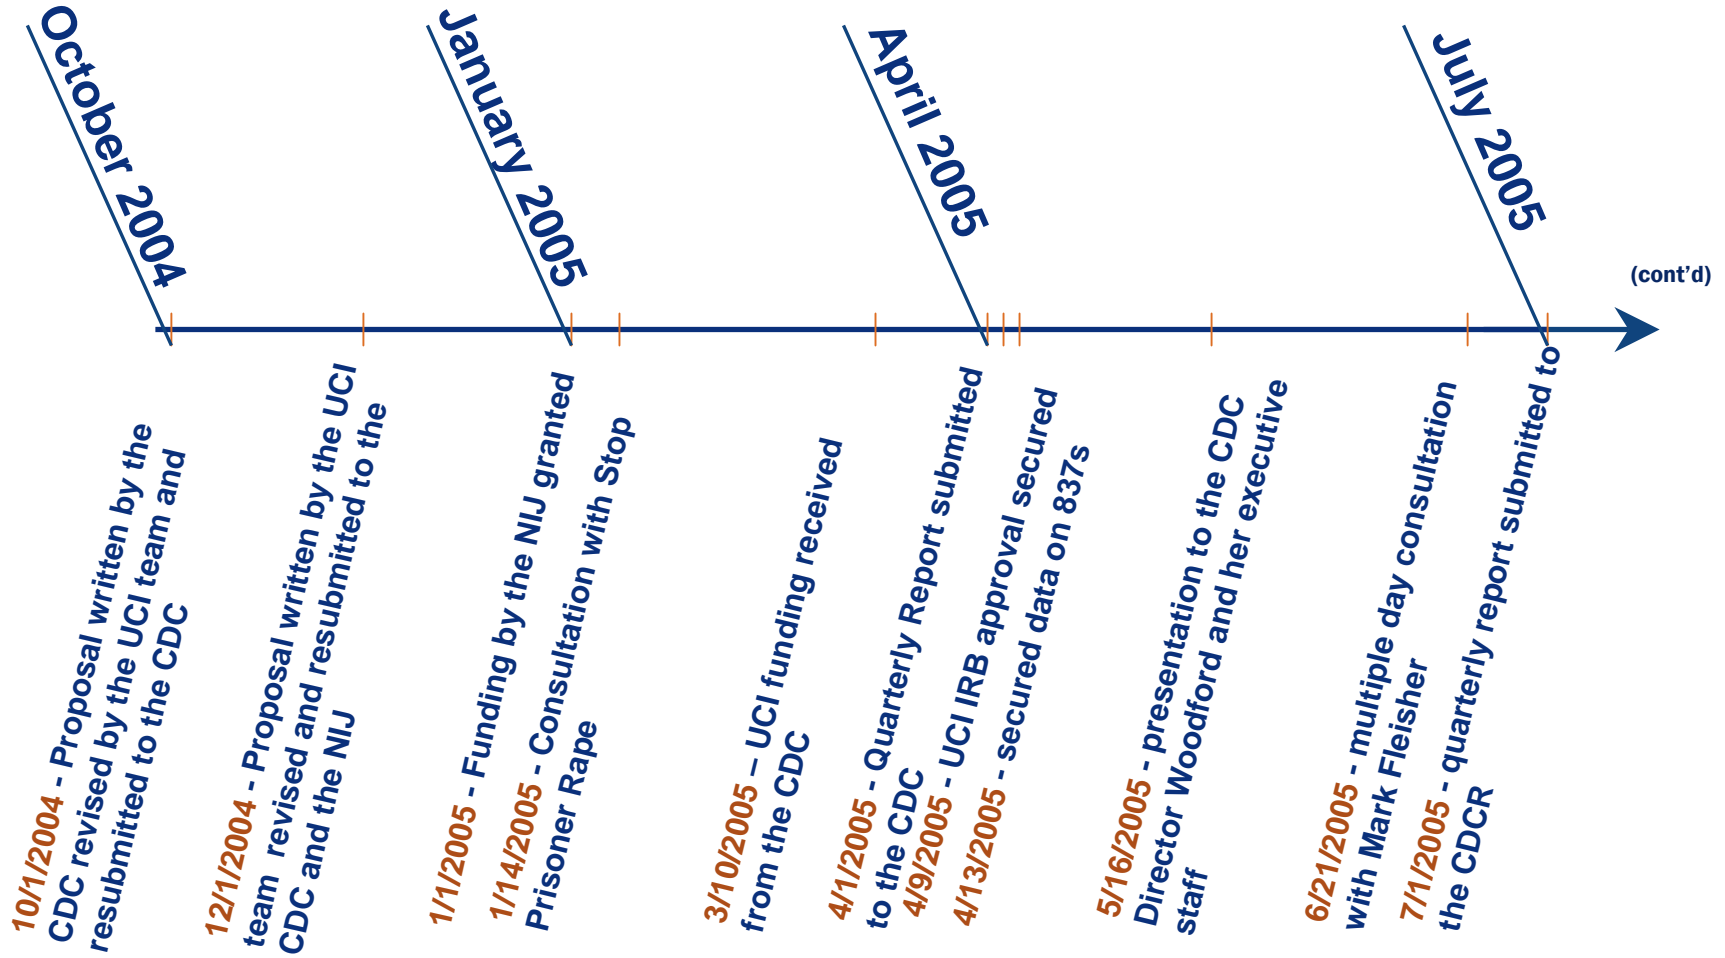 October 2004
January 2005
April 2005
July 2005
(cont’d)
10/1/2004 - Proposal written by the
CDC revised by the UCI team and
resubmitted to the CDC
12/1/2004 - Proposal written by the UCI
team revised and resubmitted to the
CDC and the NIJ
1/1/2005 - Funding by the NIJ granted
1/14/2005 - Consultation with Stop
Prisoner Rape
3/10/2005 – UCI funding received
from the CDC
4/1/2005 - Quarterly Report submitted
to the CDC
4/9/2005 - UCI IRB approval secured
4/13/2005 - secured data on 837s
5/16/2005 - presentation to the CDC
Director Woodford and her executive
staff
6/21/2005 - multiple day consultation
with Mark Fleisher
7/1/2005 - quarterly report submitted to
the CDCR